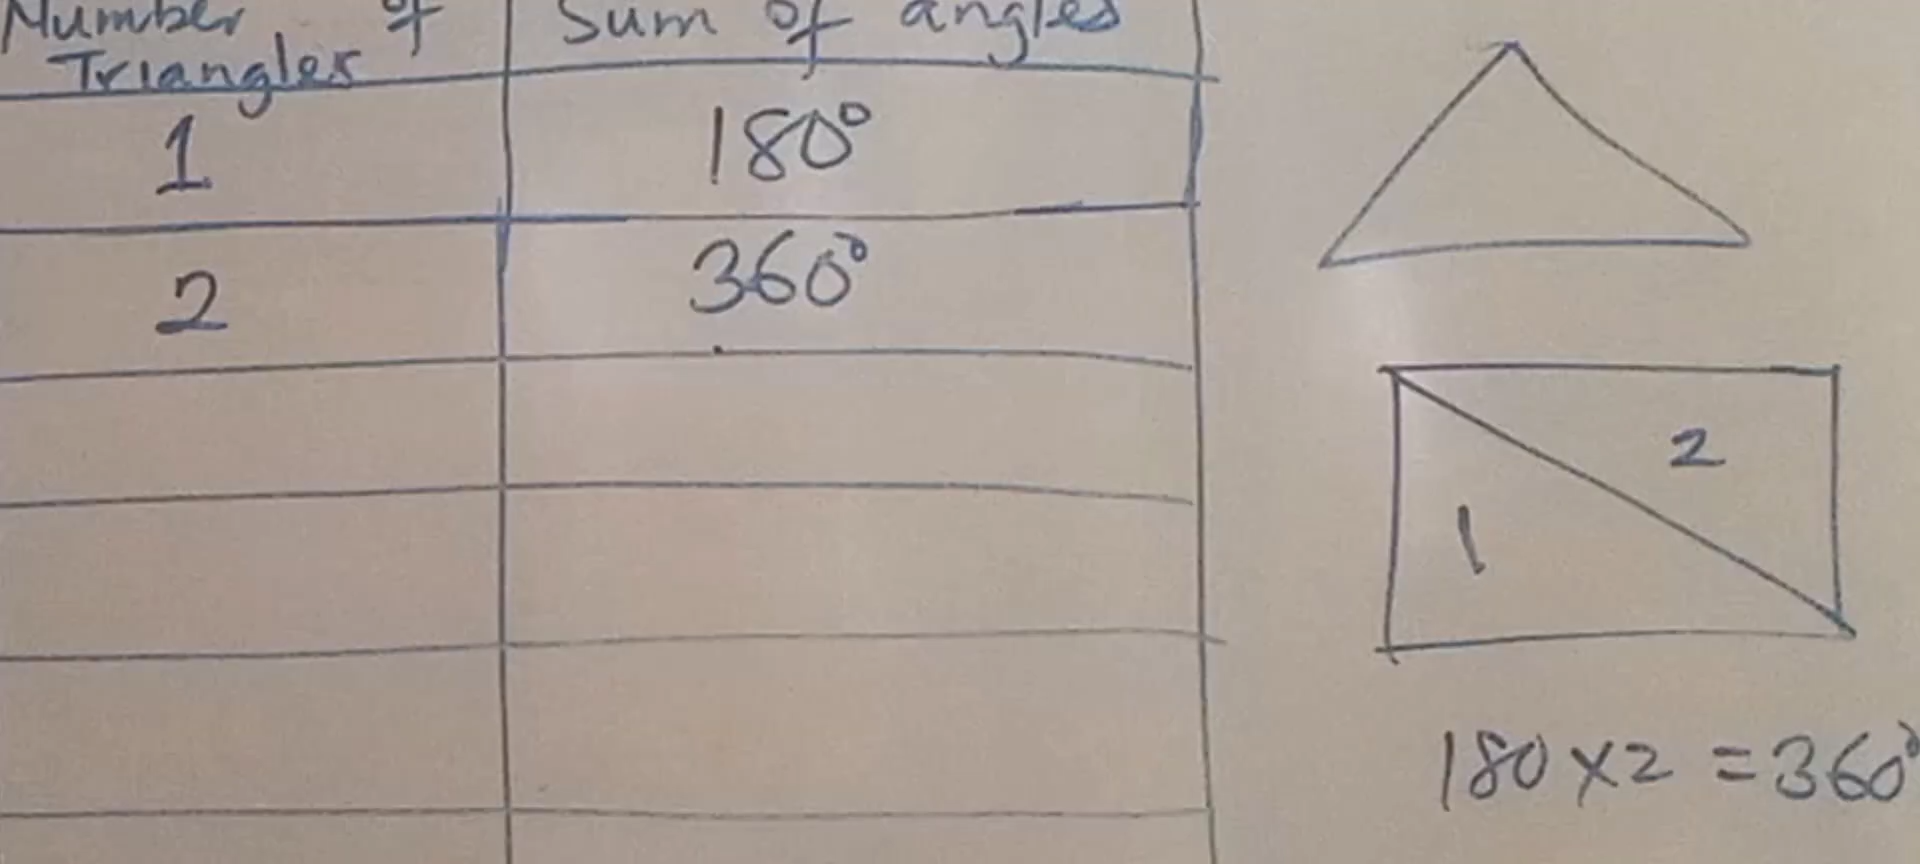 Number of Sum of angles
Triangles
1 180°
2 360°
2
1
180 × 2 = 360°